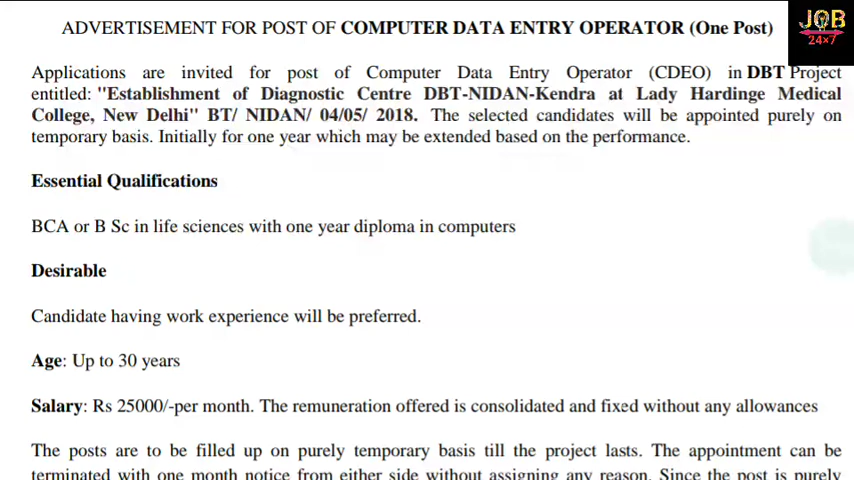 ADVERTISEMENT FOR POST OF COMPUTER DATA ENTRY OPERATOR (One Post)
JOB
24×7
Applications are invited for post of Computer Data Entry Operator (CDEO) in DBT Project
entitled: "Establishment of Diagnostic Centre DBT-NIDAN-Kendra at Lady Hardinge Medical
College, New Delhi" BT/ NIDAN/ 04/05/ 2018. The selected candidates will be appointed purely on
temporary basis. Initially for one year which may be extended based on the performance.
Essential Qualifications
BCA or B Sc in life sciences with one year diploma in computers
Desirable
Candidate having work experience will be preferred.
Age: Up to 30 years
Salary: Rs 25000/-per month. The remuneration offered is consolidated and fixed without any allowances
The posts are to be filled up on purely temporary basis till the project lasts. The appointment can be
terminated with one month notice from either side without assigning any reason. Since the post is purely